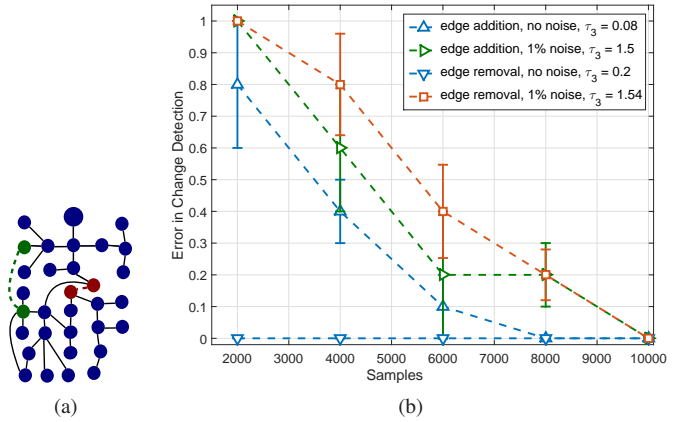 1
0.9
0.8
0.7
0.6
0.5
0.4
0.3
0.2
0.1
0
Error in Change Detection
edge addition, no noise, τ3 = 0.08
edge addition, 1% noise, τ3 = 1.5
edge removal, no noise, τ3 = 0.2
edge removal, 1% noise, τ3 = 1.54
2000 3000 4000 5000 6000 7000 8000 9000 10000
Samples
(a)
(b)